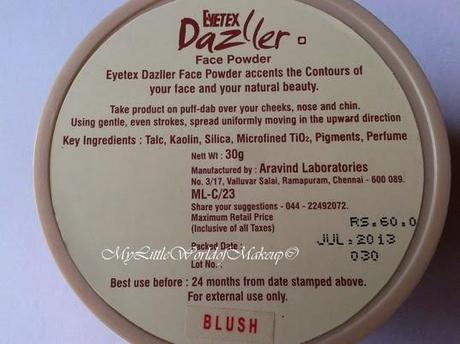 EYETEX
Dazller
Face Powder
Eyetex Dazller Face Powder accents the Contours of
your face and your natural beauty.
Take product on puff-dab over your cheeks, nose and chin.
Using gentle, even strokes, spread uniformly moving in the upward direction
Key Ingredients : Talc, Kaolin, Silica, Microfined TiO₂, Pigments, Perfume
Nett Wt : 30g
Manufactured by : Aravind Laboratories
No. 3/17, Valluvar Salai, Ramapuram, Chennai - 600 089.
ML-C/23
Share your suggestions - 044 - 22492072.
Maximum Retail Price
(Inclusive of all Taxes) RS.60.0
Packed Date : JUL.2013
Lot No. : 030
MyLittleWorldofMakeup©
Best use before : 24 months from date stamped above.
For external use only.
BLUSH